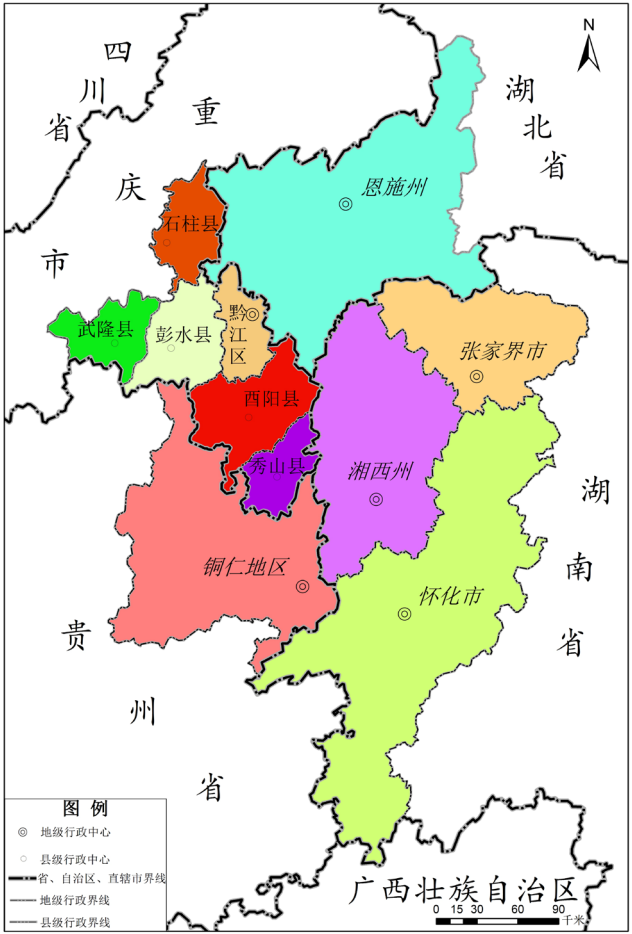 N
四
川
省
重
庆
市
湖
北
省
恩施州
石柱县
武隆县
彭水县
黔
江
区
张家界市
酉阳县
秀山县
湘西州
铜仁地区
怀化市
湖
南
省
贵
州
省
广西壮族自治区
0 15 30 60 90
千米
图 例
地级行政中心
县级行政中心
省、自治区、直辖市界线
地级行政界线
县级行政界线